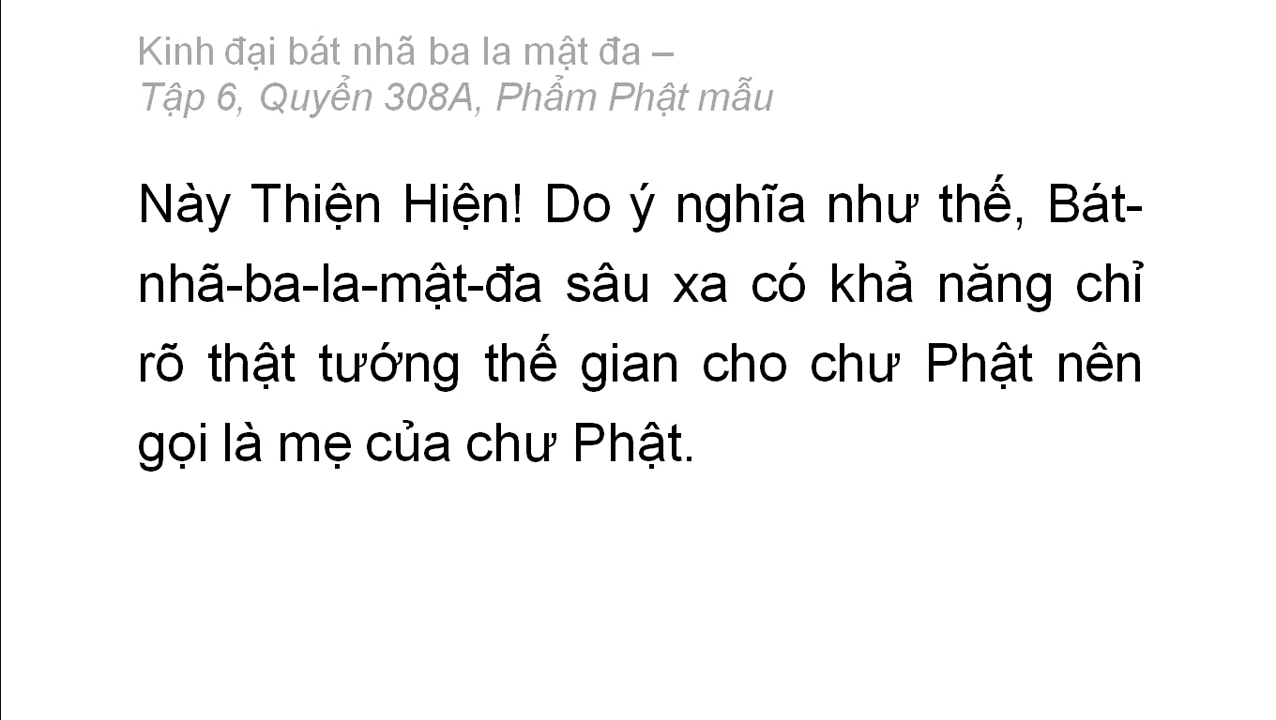 Kinh đại bát nhã ba la mật đa –
Tập 6, Quyển 308A, Phẩm Phật mẫu
Này Thiện Hiện! Do ý nghĩa như thế, Bát-
nhã-ba-la-mật-đa sâu xa có khả năng chỉ
rõ thật tướng thế gian cho chư Phật nên
gọi là mẹ của chư Phật.